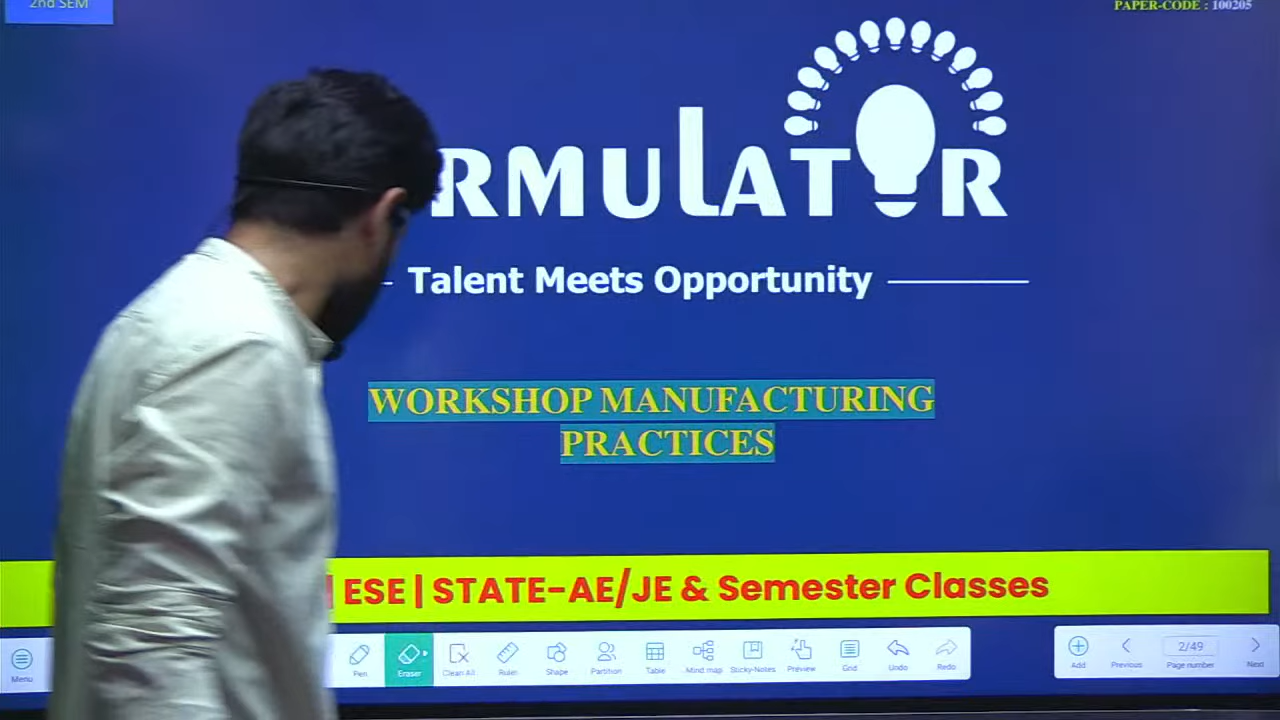 2nd SEM
PAPER-CODE : 100205
RMULAT R
Talent Meets Opportunity
WORKSHOP MANUFACTURING
PRACTICES
| ESE | STATE-AE/JE & Semester Classes
Menu
Pen
Eraser
Clean All
Ruler
Shape
Partition
Table
Mind map
Sticky-Notes
Preview
Grid
Undo
Redo
Add
Previous
2/49
Page number
Next